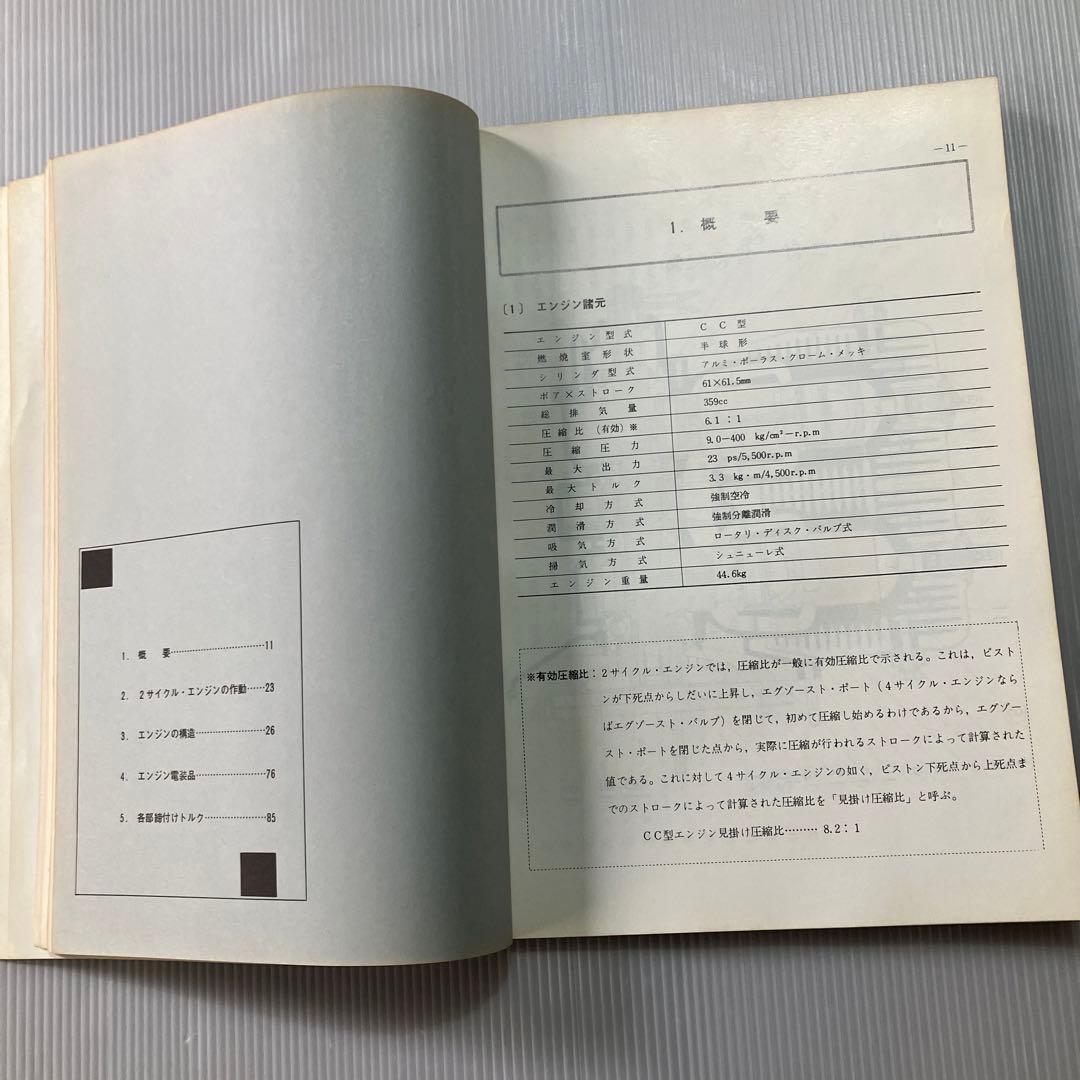 1. 概 要………………………11
2. 2サイクル・エンジンの作動……23
3. エンジンの構造…………………26
4. エンジン電装品…………………76
5. 各部締付けトルク………………85
―11―
1. 概 要
〔1〕 エンジン諸元
エンジン型式 CC型
燃焼室形状 半球形
シリンダ型式 アルミ・ポーラス・クローム・メッキ
ボア×ストローク 61×61.5mm
総排気量 359cc
圧縮比(有効)※ 6.1:1
圧縮圧力 9.0―400 kg/cm²―r.p.m
最大出力 23 ps/5,500r.p.m
最大トルク 3.3 kg・m/4,500r.p.m
冷却方式 強制空冷
潤滑方式 強制分離潤滑
吸気方式 ロータリ・ディスク・バルブ式
掃気方式 シュニューレ式
エンジン重量 44.6kg
※有効圧縮比:2サイクル・エンジンでは,圧縮比が一般に有効圧縮比で示される。これは,ピスト
ンが下死点からしだいに上昇し,エグゾースト・ポート(4サイクル・エンジンなら
ばエグゾースト・バルブ)を閉じて,初めて圧縮し始めるわけであるから,エグゾー
スト・ポートを閉じた点から,実際に圧縮が行われるストロークによって計算された
値である。これに対して4サイクル・エンジンの如く,ピストン下死点から上死点ま
でのストロークによって計算された圧縮比を「見掛け圧縮比」と呼ぶ。
CC型エンジン見掛け圧縮比………8.2:1